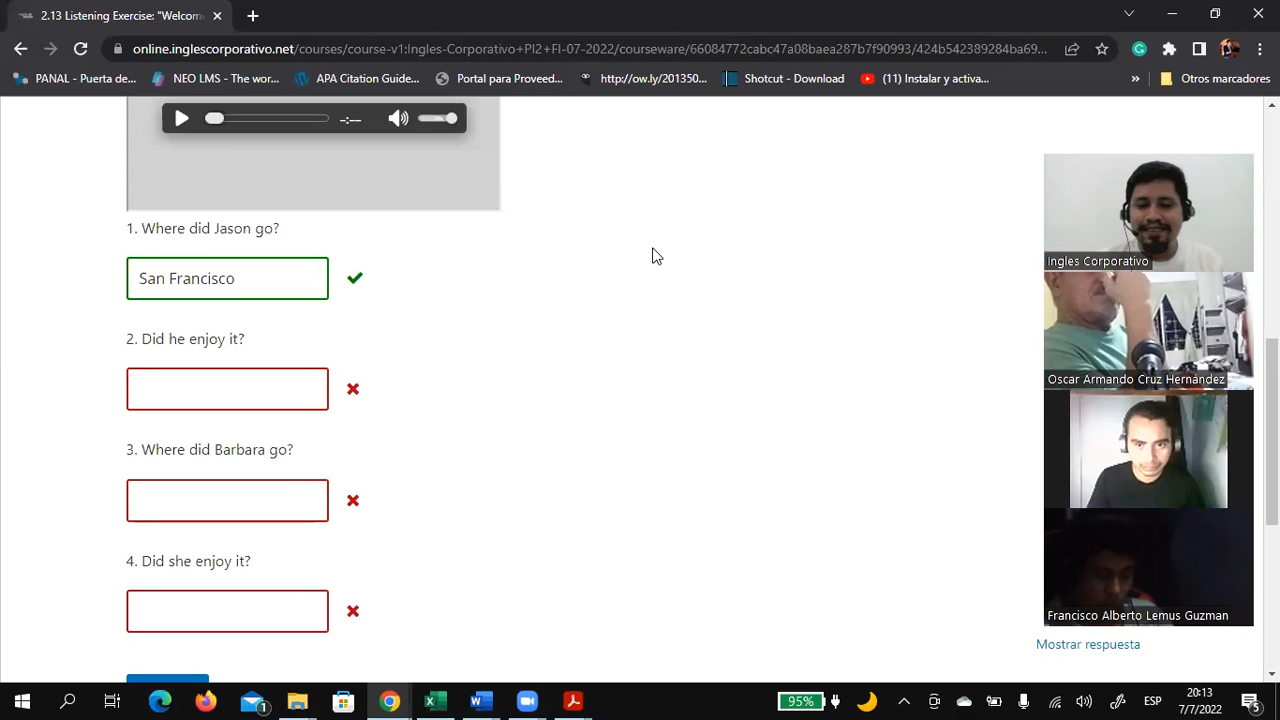 2.13 Listening Exercise: "Welcom
online.inglescorporativo.net/courses/course-v1:Ingles-Corporativo+PI2+FI-07-2022/courseware/66084772cabc47a08baea287b7f90993/424b542389284ba69...
PANAL - Puerta de...
NEO LMS - The wor...
APA Citation Guide...
Portal para Proveed...
http://ow.ly/201350...
Shotcut - Download
(11) Instalar y activa...
»
Otros marcadores
-:--
1. Where did Jason go?
San Francisco
2. Did he enjoy it?
3. Where did Barbara go?
4. Did she enjoy it?
Ingles Corporativo
Oscar Armando Cruz Hernández
Francisco Alberto Lemus Guzman
Mostrar respuesta
1
95%
ESP
20:13
7/7/2022
5